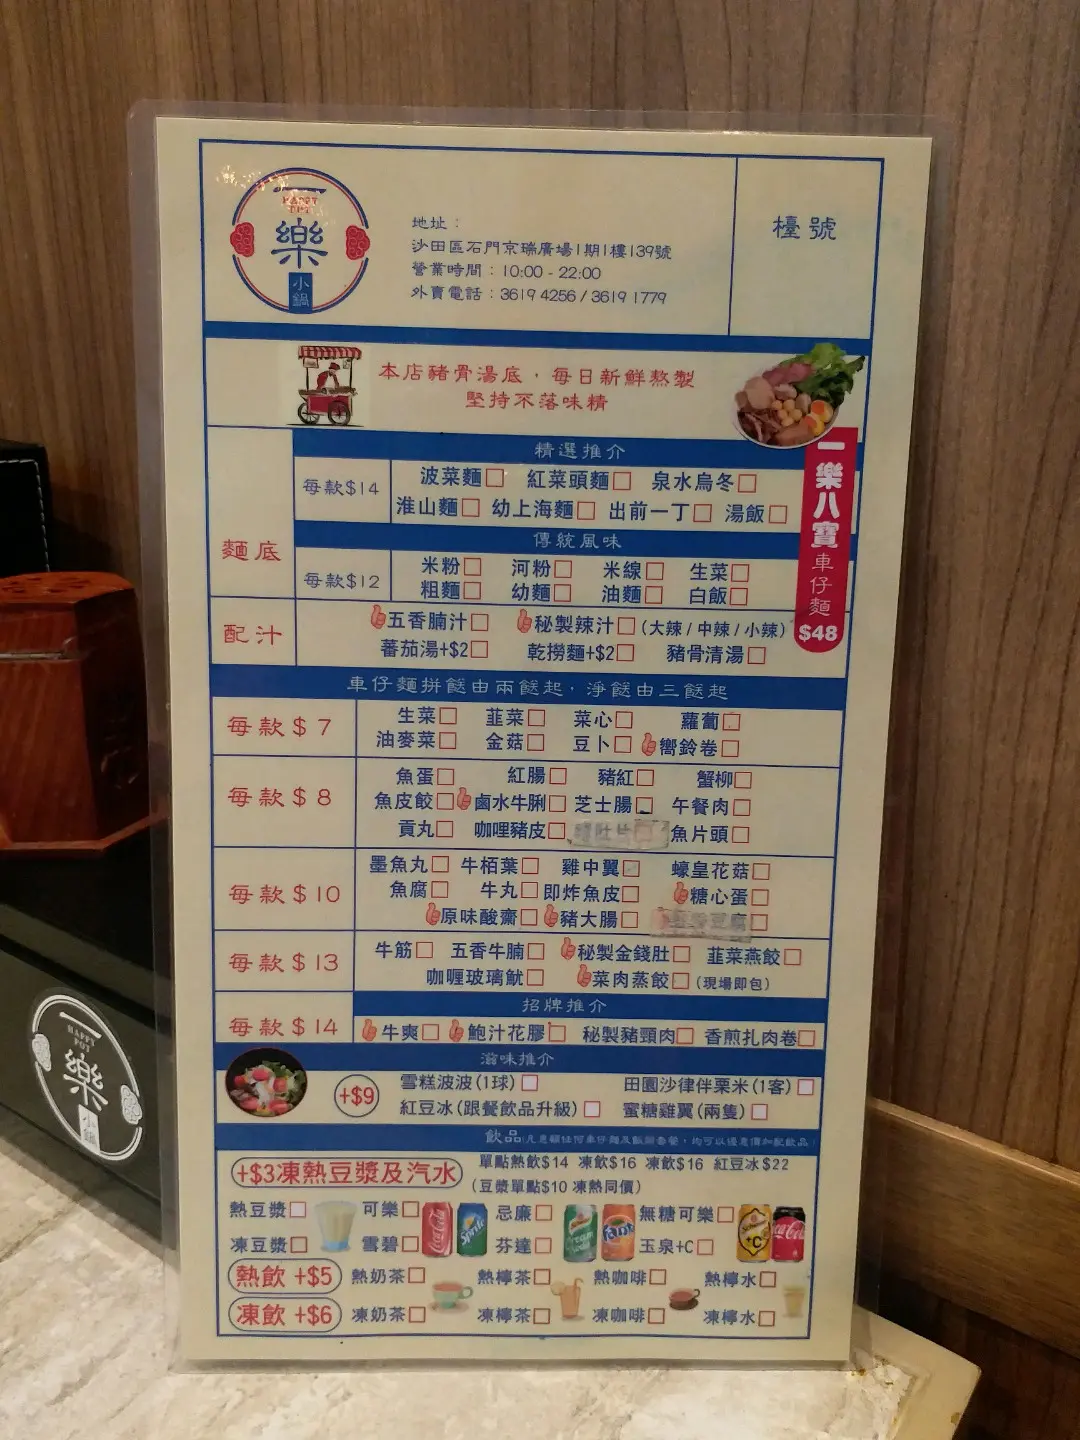 一
HAPPY
POT
樂
小
鍋
地址：
沙田區石門京瑞廣場1期1樓139號
營業時間：10:00 - 22:00
外賣電話：3619 4256 / 3619 1779
檯號
本店豬骨湯底，每日新鮮熬製
堅持不落味精
一樂八寶車仔麵
$48
精選推介
麵底
每款$14
波菜麵 紅菜頭麵 泉水烏冬
淮山麵 幼上海麵 出前一丁 湯飯
傳統風味
每款$12
米粉 河粉 米線 生菜
粗麵 幼麵 油麵 白飯
配汁
五香腩汁 秘製辣汁 (大辣 / 中辣 / 小辣)
蕃茄湯+$2 乾撈麵+$2 豬骨清湯
車仔麵拼餸由兩餸起，淨餸由三餸起
每款 $ 7
生菜 韮菜 菜心 蘿蔔
油麥菜 金菇 豆卜 嚮鈴卷
每款 $ 8
魚蛋 紅腸 豬紅 蟹柳
魚皮餃 鹵水牛脷 芝士腸 午餐肉
貢丸 咖哩豬皮 魚片頭
每款 $ 10
墨魚丸 牛栢葉 雞中翼 蠔皇花菇
魚腐 牛丸 即炸魚皮 糖心蛋
原味酸齋 豬大腸
每款 $ 13
牛筋 五香牛腩 秘製金錢肚 韮菜燕餃
咖喱玻璃魷 菜肉蒸餃 (現場即包)
招牌推介
每款 $ 14
牛爽 鮑汁花膠 秘製豬頸肉 香煎扎肉卷
滋味推介
+$9
雪糕波波(1球) 田園沙律伴粟米(1客)
紅豆冰(跟餐飲品升級) 蜜糖雞翼(兩隻)
飲品
+$3凍熱豆漿及汽水
單點熱飲$14 凍飲$16 凍飲$16 紅豆冰$22
(豆漿單點$10 凍熱同價)
熱豆漿 可樂 忌廉 無糖可樂
凍豆漿 雪碧 芬達 玉泉+C
Coca-Cola
Sprite
Cream
Soda
Fanta
+C
Coca-Cola
熱飲 +$5
熱奶茶 熱檸茶 熱咖啡 熱檸水
凍飲 +$6
凍奶茶 凍檸茶 凍咖啡 凍檸水
一
HAPPY
POT
樂
小
鍋